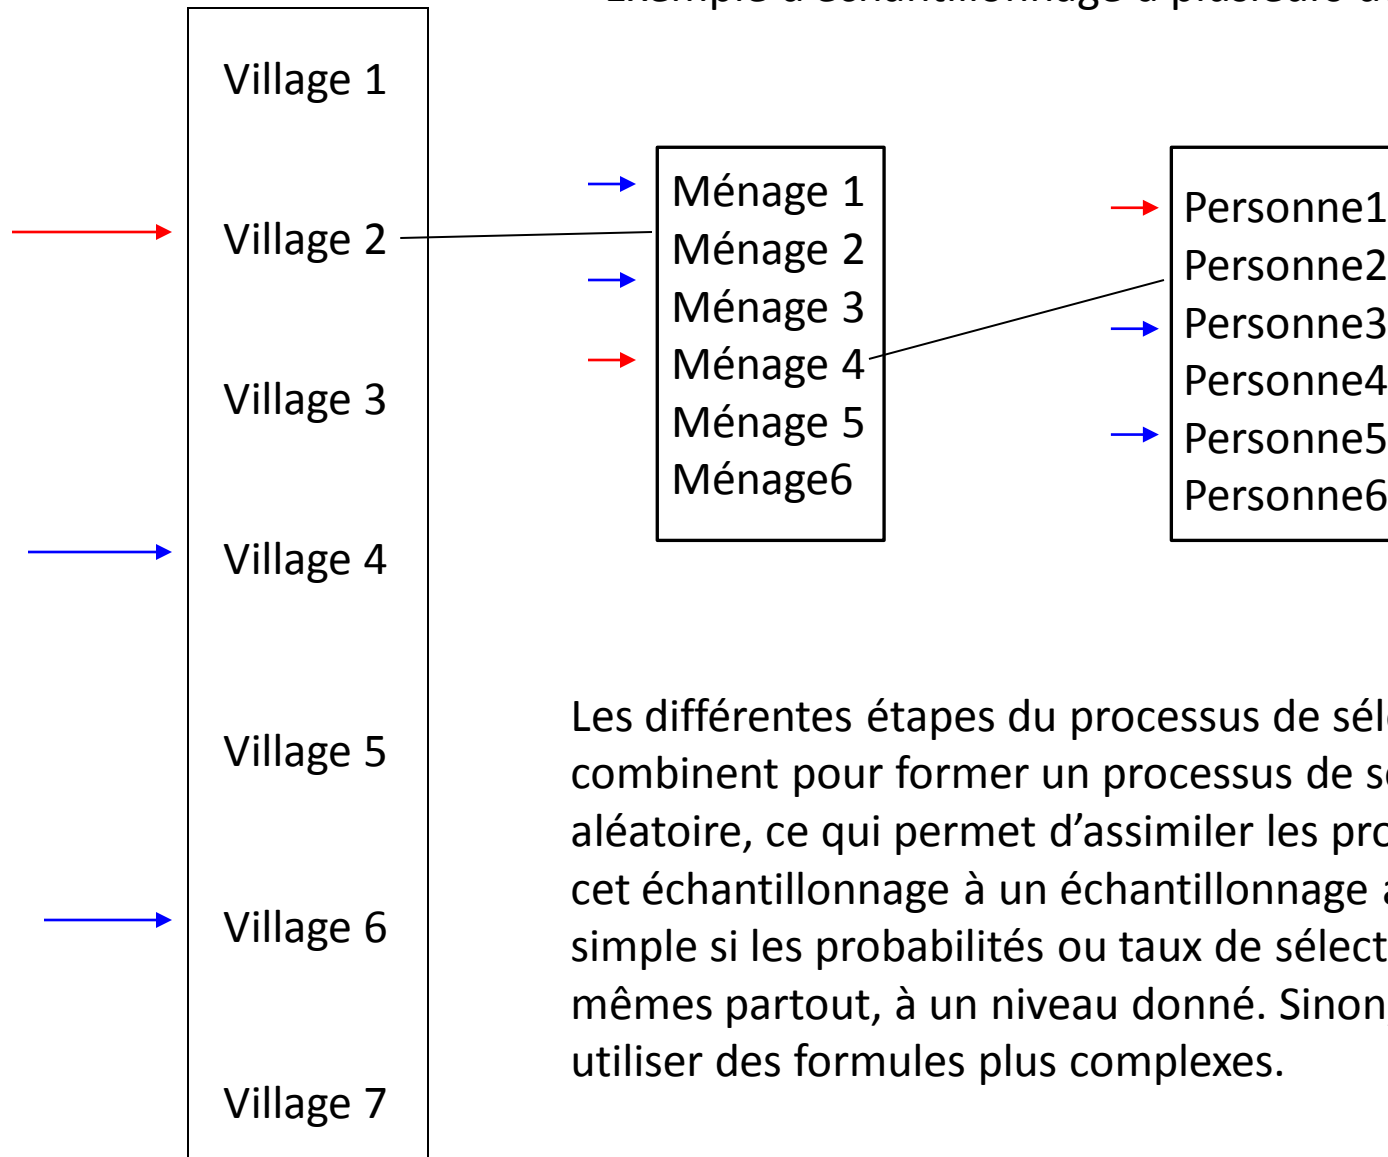 Exemple d'échantillonnage à plusieurs
Village 1
Village 2
Village 3
Village 4
Village 5
Village 6
Village 7
Ménage 1
Ménage 2
Ménage 3
Ménage 4
Ménage 5
Ménage6
Personne1
Personne2
Personne3
Personne4
Personne5
Personne6
Les différentes étapes du processus de
combinent pour former un processus de
aléatoire, ce qui permet d’assimiler les
cet échantillonnage à un échantillonnage
simple si les probabilités ou taux de
mêmes partout, à un niveau donné. Sinon,
utiliser des formules plus complexes.